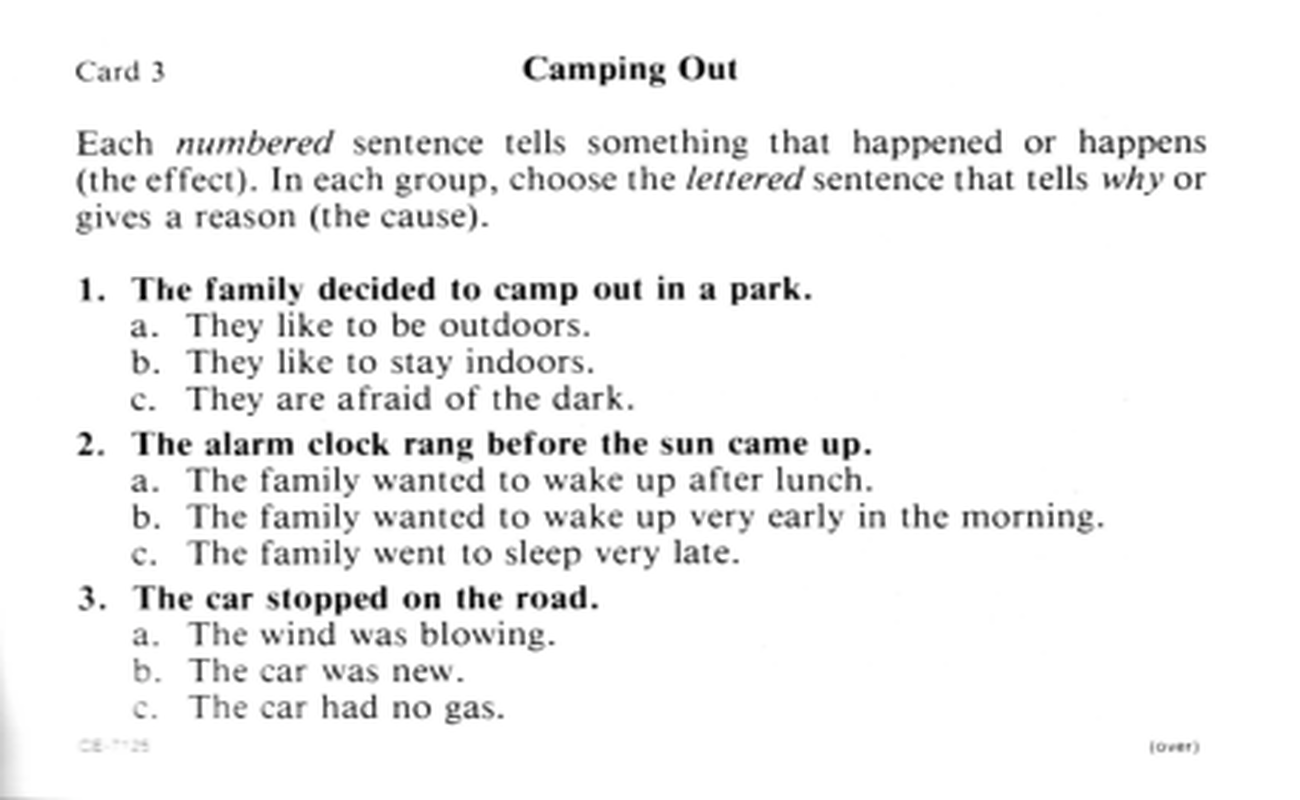 Card 3
Camping Out
Each numbered sentence tells something that happened or happens
(the effect). In each group, choose the lettered sentence that tells why or
gives a reason (the cause).
1. The family decided to camp out in a park.
a. They like to be outdoors.
b. They like to stay indoors.
c. They are afraid of the dark.
2. The alarm clock rang before the sun came up.
a. The family wanted to wake up after lunch.
b. The family wanted to wake up very early in the morning.
c. The family went to sleep very late.
3. The car stopped on the road.
a. The wind was blowing.
b. The car was new.
c. The car had no gas.
(over)